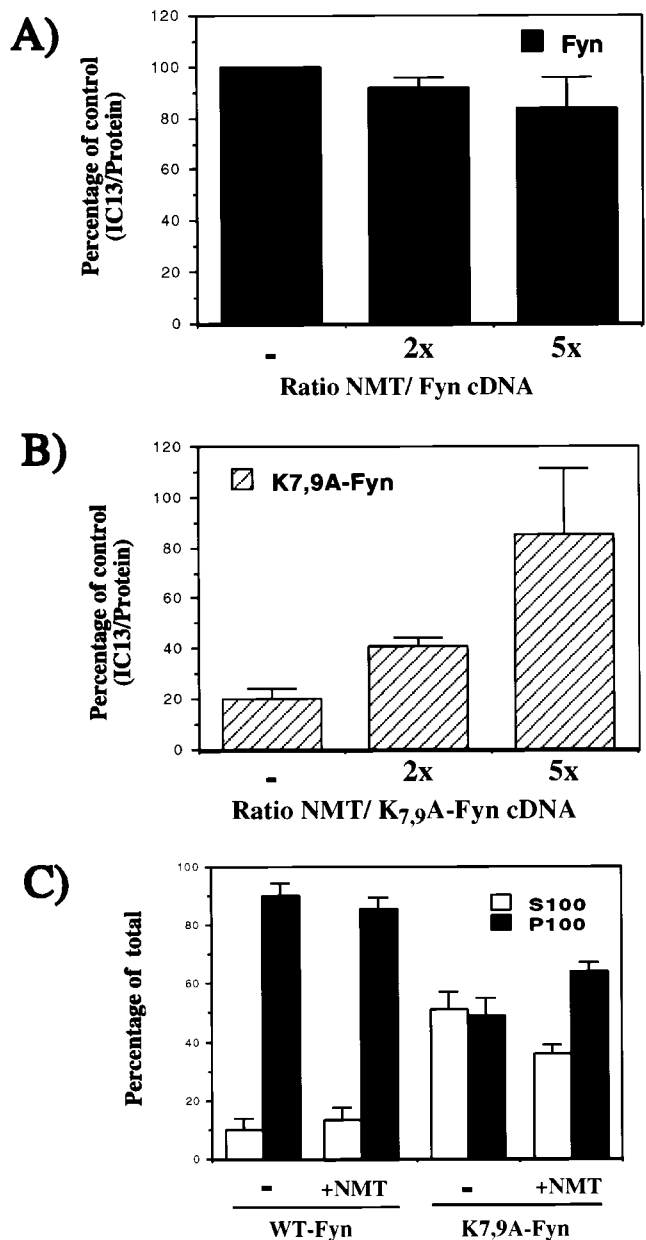 A)
Percentage of control
(IC13/Protein)
120
100
80
60
40
20
0
Fyn
- 2x 5x
Ratio NMT/ Fyn cDNA
B)
Percentage of control
(IC13/Protein)
120
100
80
60
40
20
0
K7,9A-Fyn
- 2x 5x
Ratio NMT/ K7,9A-Fyn cDNA
C)
Percentage of total
100
80
60
40
20
0
S100
P100
- +NMT - +NMT
WT-Fyn K7,9A-Fyn